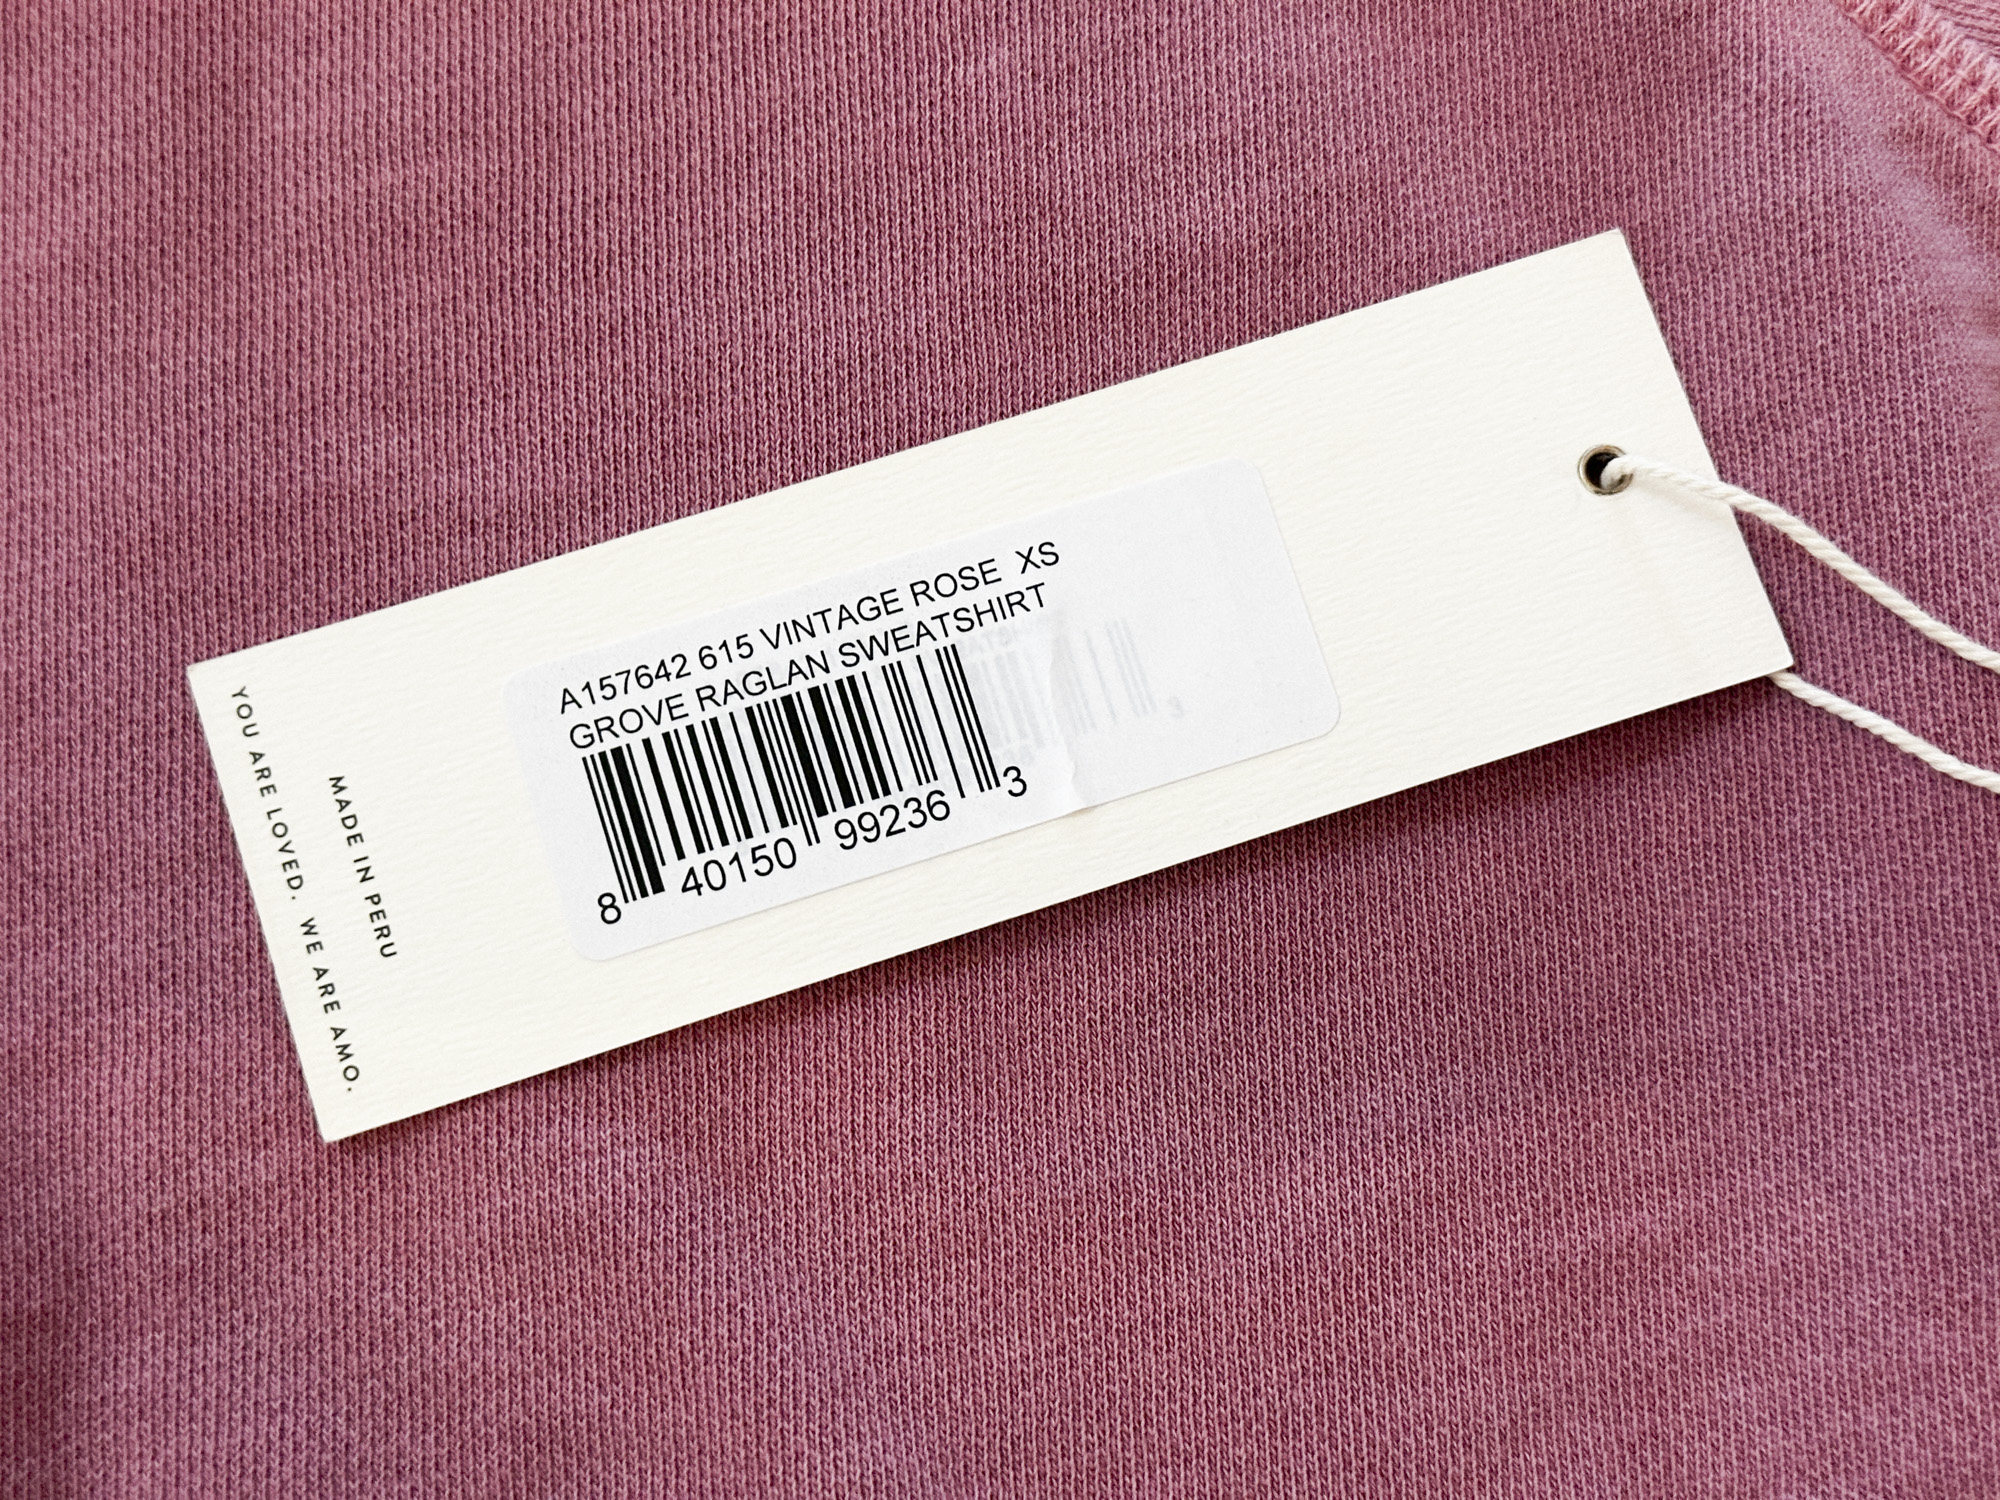 A157642 615 VINTAGE ROSE XS
GROVE RAGLAN SWEATSHIRT
8 40150 99236 3
MADE IN PERU
YOU ARE LOVED. WE ARE AMO.